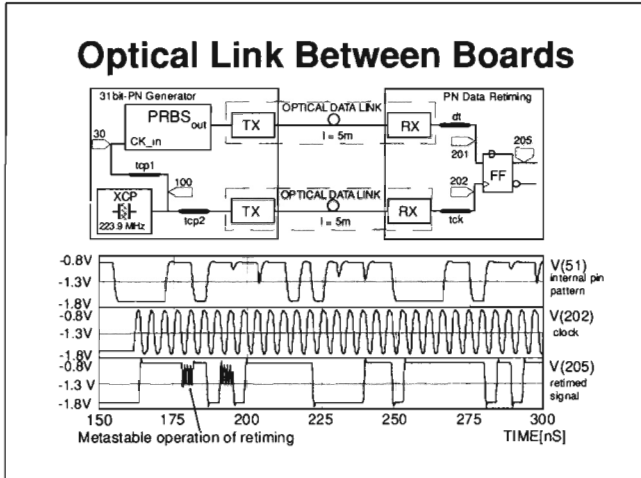 Optical Link Between Boards
31bit-PN Generator
PN Data Retiming
PRBS out
CK_in
30
tcp1
100
XCP
223.9 MHz
tcp2
TX
OPTICAL DATA LINK
l = 5m
RX
dt
201
205
D
FF
202
TX
OPTICAL DATA LINK
l = 5m
RX
tck
-0.8V
-1.3V
-1.8V
V(51)
internal pin
pattern
-0.8V
-1.3V
-1.8V
V(202)
clock
-0.8V
-1.3 V
-1.8V
V(205)
retimed
signal
150 175 200 225 250 275 300
Metastable operation of retiming
TIME[nS]